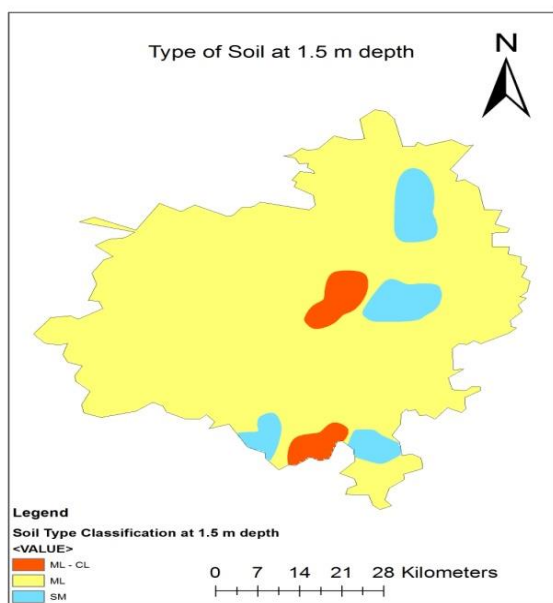 Type of Soil at 1.5 m depth
N
Legend
Soil Type Classification at 1.5 m depth
<VALUE>
ML - CL
ML
SM
0 7 14 21 28 Kilometers